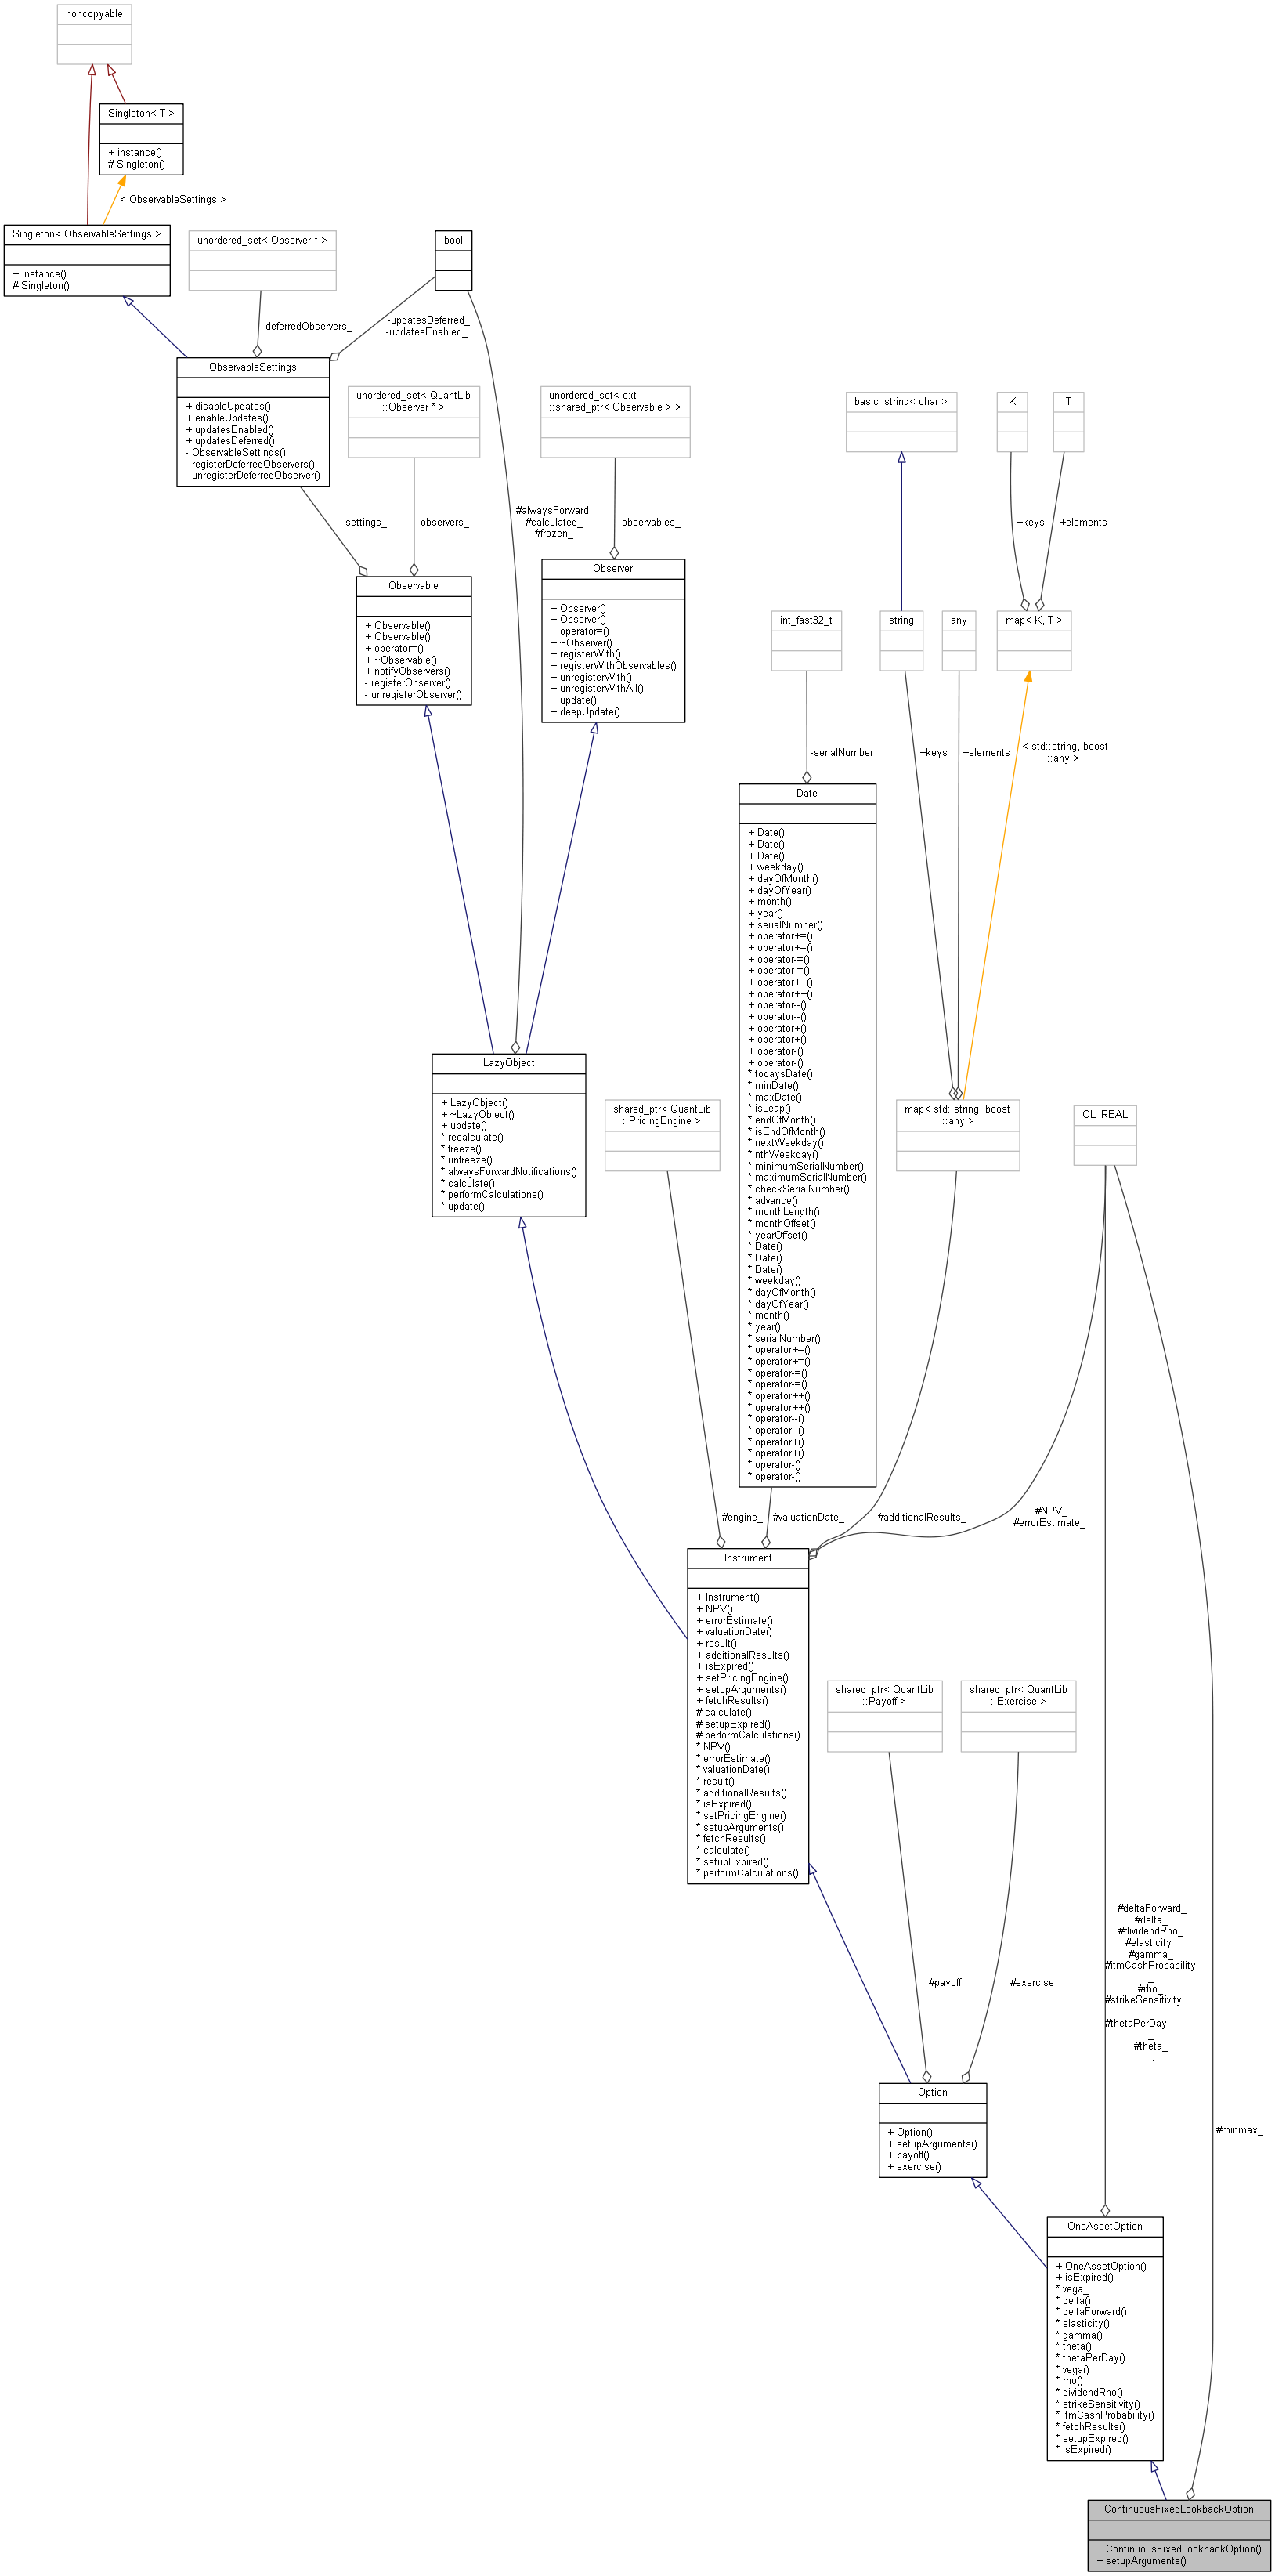 noncopyable
Singleton< T >
+ instance()
# Singleton()
< ObservableSettings >
Singleton< ObservableSettings >
+ instance()
# Singleton()
unordered_set< Observer * >
bool
-deferredObservers_
-updatesDeferred_
-updatesEnabled_
ObservableSettings
+ disableUpdates()
+ enableUpdates()
+ updatesEnabled()
+ updatesDeferred()
- ObservableSettings()
- registerDeferredObservers()
- unregisterDeferredObserver()
unordered_set< QuantLib
::Observer * >
unordered_set< ext
::shared_ptr< Observable > >
basic_string< char >
K
T
-settings_
-observers_
#alwaysForward_
#calculated_
#frozen_
-observables_
+keys
+elements
Observable
+ Observable()
+ Observable()
+ operator=()
+ ~Observable()
+ notifyObservers()
- registerObserver()
- unregisterObserver()
Observer
+ Observer()
+ Observer()
+ operator=()
+ ~Observer()
+ registerWith()
+ registerWithObservables()
+ unregisterWith()
+ unregisterWithAll()
+ update()
+ deepUpdate()
int_fast32_t
string
any
map< K, T >
-serialNumber_
+keys
+elements
< std::string, boost
::any >
Date
+ Date()
+ Date()
+ Date()
+ weekday()
+ dayOfMonth()
+ dayOfYear()
+ month()
+ year()
+ serialNumber()
+ operator+=()
+ operator+=()
+ operator-=()
+ operator-=()
+ operator++()
+ operator++()
+ operator--()
+ operator--()
+ operator+()
+ operator+()
+ operator-()
+ operator-()
* todaysDate()
* minDate()
* maxDate()
* isLeap()
* endOfMonth()
* isEndOfMonth()
* nextWeekday()
* nthWeekday()
* minimumSerialNumber()
* maximumSerialNumber()
* checkSerialNumber()
* advance()
* monthLength()
* monthOffset()
* yearOffset()
* Date()
* Date()
* Date()
* weekday()
* dayOfMonth()
* dayOfYear()
* month()
* year()
* serialNumber()
* operator+=()
* operator+=()
* operator-=()
* operator-=()
* operator++()
* operator++()
* operator--()
* operator--()
* operator+()
* operator+()
* operator-()
* operator-()
LazyObject
+ LazyObject()
+ ~LazyObject()
+ update()
* recalculate()
* freeze()
* unfreeze()
* alwaysForwardNotifications()
* calculate()
* performCalculations()
* update()
shared_ptr< QuantLib
::PricingEngine >
map< std::string, boost
::any >
QL_REAL
#engine_
#valuationDate_
#additionalResults_
#NPV_
#errorEstimate_
Instrument
+ Instrument()
+ NPV()
+ errorEstimate()
+ valuationDate()
+ result()
+ additionalResults()
+ isExpired()
+ setPricingEngine()
+ setupArguments()
+ fetchResults()
# calculate()
# setupExpired()
# performCalculations()
* NPV()
* errorEstimate()
* valuationDate()
* result()
* additionalResults()
* isExpired()
* setPricingEngine()
* setupArguments()
* fetchResults()
* calculate()
* setupExpired()
* performCalculations()
shared_ptr< QuantLib
::Payoff >
shared_ptr< QuantLib
::Exercise >
#payoff_
#exercise_
#deltaForward_
#delta_
#dividendRho_
#elasticity_
#gamma_
#itmCashProbability
_
#rho_
#strikeSensitivity
_
#thetaPerDay
_
#theta_
...
#minmax_
Option
+ Option()
+ setupArguments()
+ payoff()
+ exercise()
OneAssetOption
+ OneAssetOption()
+ isExpired()
* vega_
* delta()
* deltaForward()
* elasticity()
* gamma()
* theta()
* thetaPerDay()
* vega()
* rho()
* dividendRho()
* strikeSensitivity()
* itmCashProbability()
* fetchResults()
* setupExpired()
* isExpired()
ContinuousFixedLookbackOption
+ ContinuousFixedLookbackOption()
+ setupArguments()